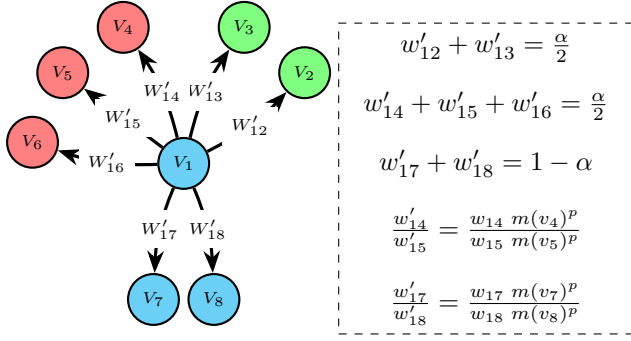 V₄
V₃
V₅
V₂
V₆
V₁
V₇
V₈
W′₁₄
W′₁₃
W′₁₅
W′₁₂
W′₁₆
W′₁₇
W′₁₈
w′₁₂ + w′₁₃ = α/2
w′₁₄ + w′₁₅ + w′₁₆ = α/2
w′₁₇ + w′₁₈ = 1 − α
w′₁₄/w′₁₅ = w₁₄ m(v₄)ᵖ/w₁₅ m(v₅)ᵖ
w′₁₇/w′₁₈ = w₁₇ m(v₇)ᵖ/w₁₈ m(v₈)ᵖ